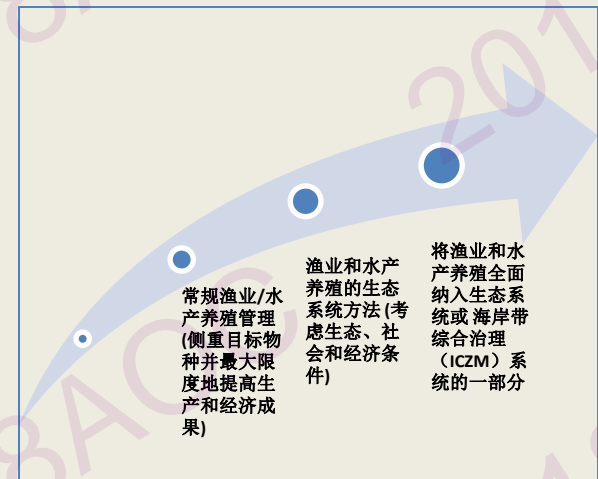 常规渔业/水
产养殖管理
(侧重目标物
种并最大限
度地提高生
产和经济成
果)
渔业和水产
养殖的生态
系统方法 (考
虑生态、社
会和经济条
件)
将渔业和水
产养殖全面
纳入生态系
统或 海岸带
综合治理
（ICZM）系
统的一部分
8AOC
201